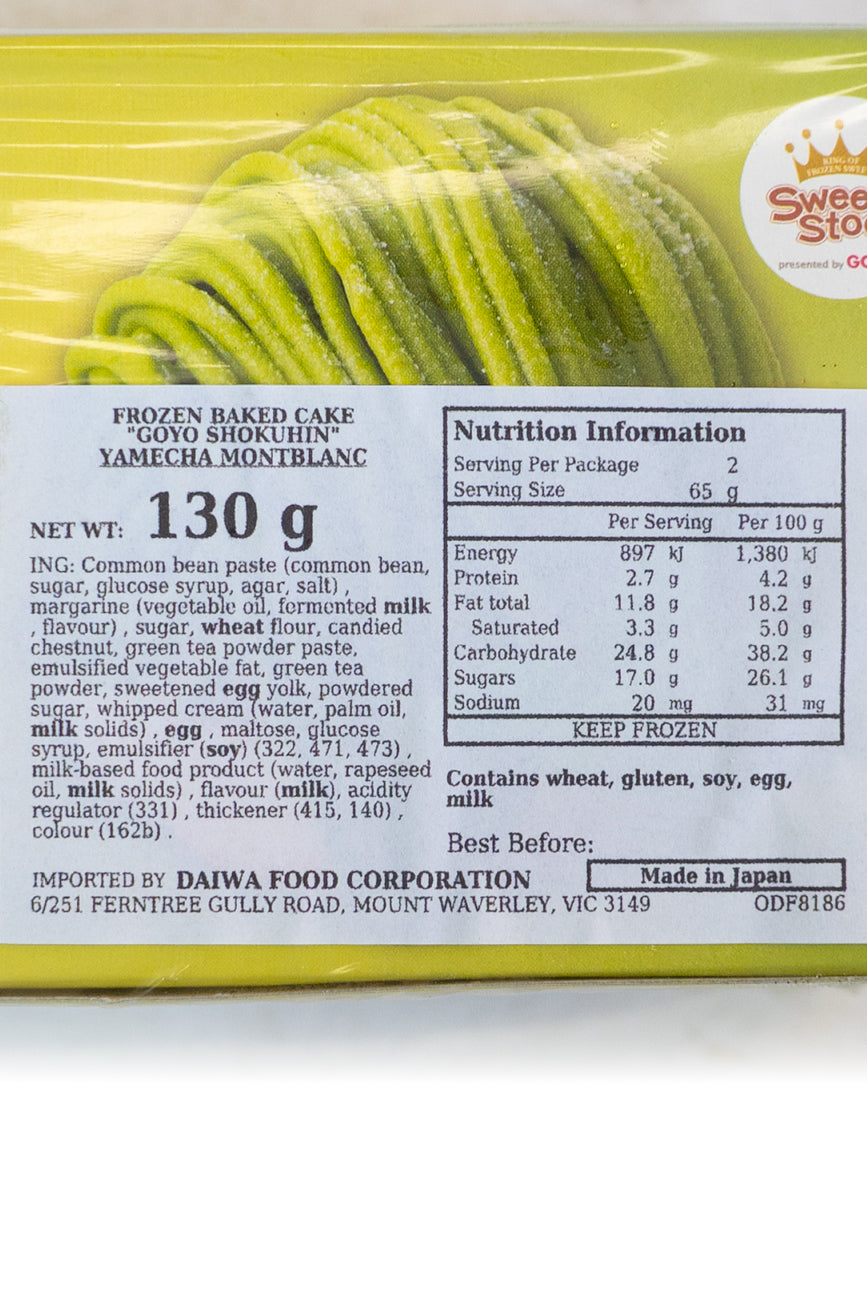 KING OF
FROZEN SWEE
Swee
Sto
presented by GO
FROZEN BAKED CAKE
"GOYO SHOKUHIN"
YAMECHA MONTBLANC
NET WT: 130 g
ING: Common bean paste (common bean,
sugar, glucose syrup, agar, salt) ,
margarine (vegetable oil, fermented milk
, flavour) , sugar, wheat flour, candied
chestnut, green tea powder paste,
emulsified vegetable fat, green tea
powder, sweetened egg yolk, powdered
sugar, whipped cream (water, palm oil,
milk solids) , egg , maltose, glucose
syrup, emulsifier (soy) (322, 471, 473) ,
milk-based food product (water, rapeseed
oil, milk solids) , flavour (milk), acidity
regulator (331) , thickener (415, 140) ,
colour (162b) .
Nutrition Information
Serving Per Package 2
Serving Size 65 g
Per Serving Per 100 g
Energy 897 kJ 1,380 kJ
Protein 2.7 g 4.2 g
Fat total 11.8 g 18.2 g
Saturated 3.3 g 5.0 g
Carbohydrate 24.8 g 38.2 g
Sugars 17.0 g 26.1 g
Sodium 20 mg 31 mg
KEEP FROZEN
Contains wheat, gluten, soy, egg,
milk
Best Before:
Made in Japan
IMPORTED BY DAIWA FOOD CORPORATION
6/251 FERNTREE GULLY ROAD, MOUNT WAVERLEY, VIC 3149 ODF8186